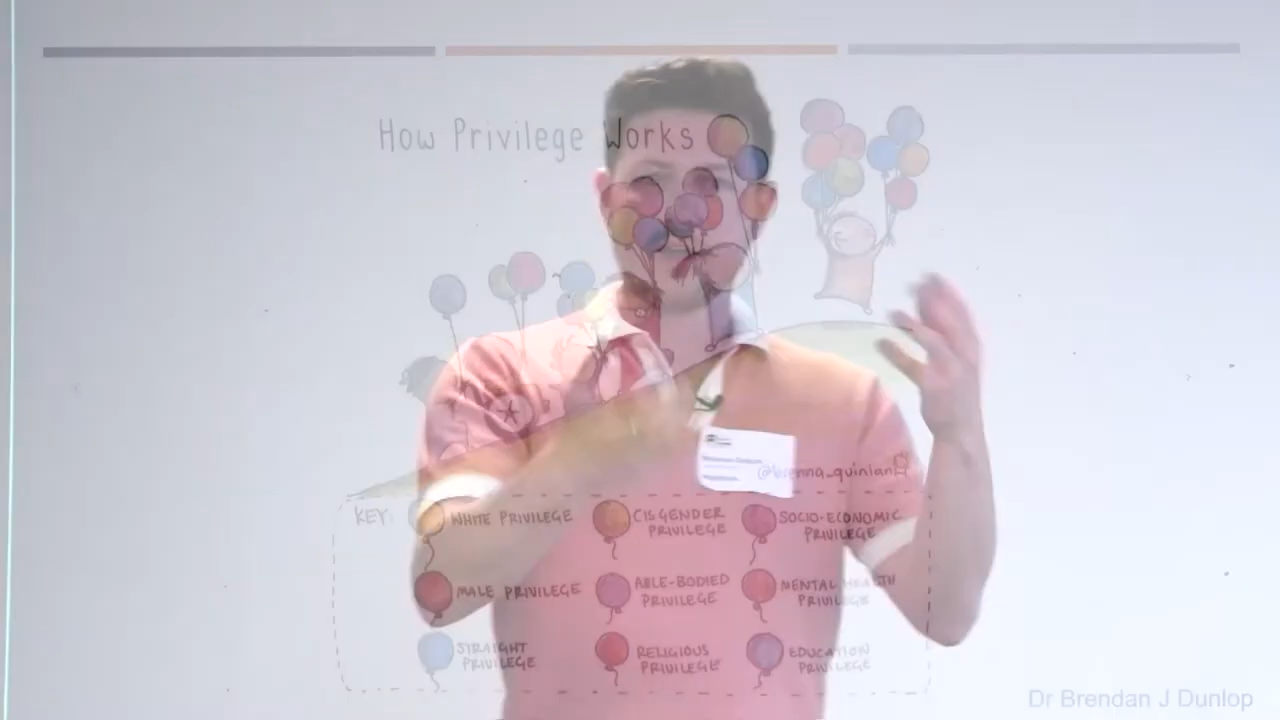 How Privilege Works
@brenna_quinlan
KEY:
WHITE PRIVILEGE
CISGENDER
PRIVILEGE
SOCIO-ECONOMIC
PRIVILEGE
MALE PRIVILEGE
ABLE-BODIED
PRIVILEGE
MENTAL HEALTH
PRIVILEGE
STRAIGHT
PRIVILEGE
RELIGIOUS
PRIVILEGE
EDUCATION
PRIVILEGE
Dr Brendan J Dunlop